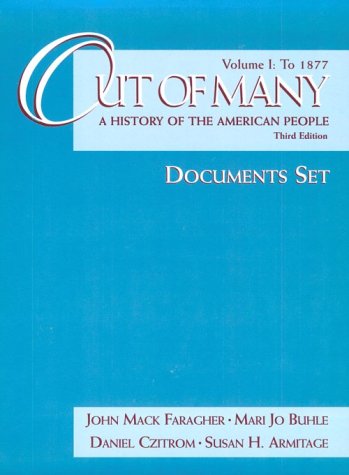 Volume I: To 1877
OUT OF MANY
A HISTORY OF THE AMERICAN PEOPLE
Third Edition
DOCUMENTS SET
JOHN MACK FARAGHER • MARI JO BUHLE
DANIEL CZITROM • SUSAN H. ARMITAGE